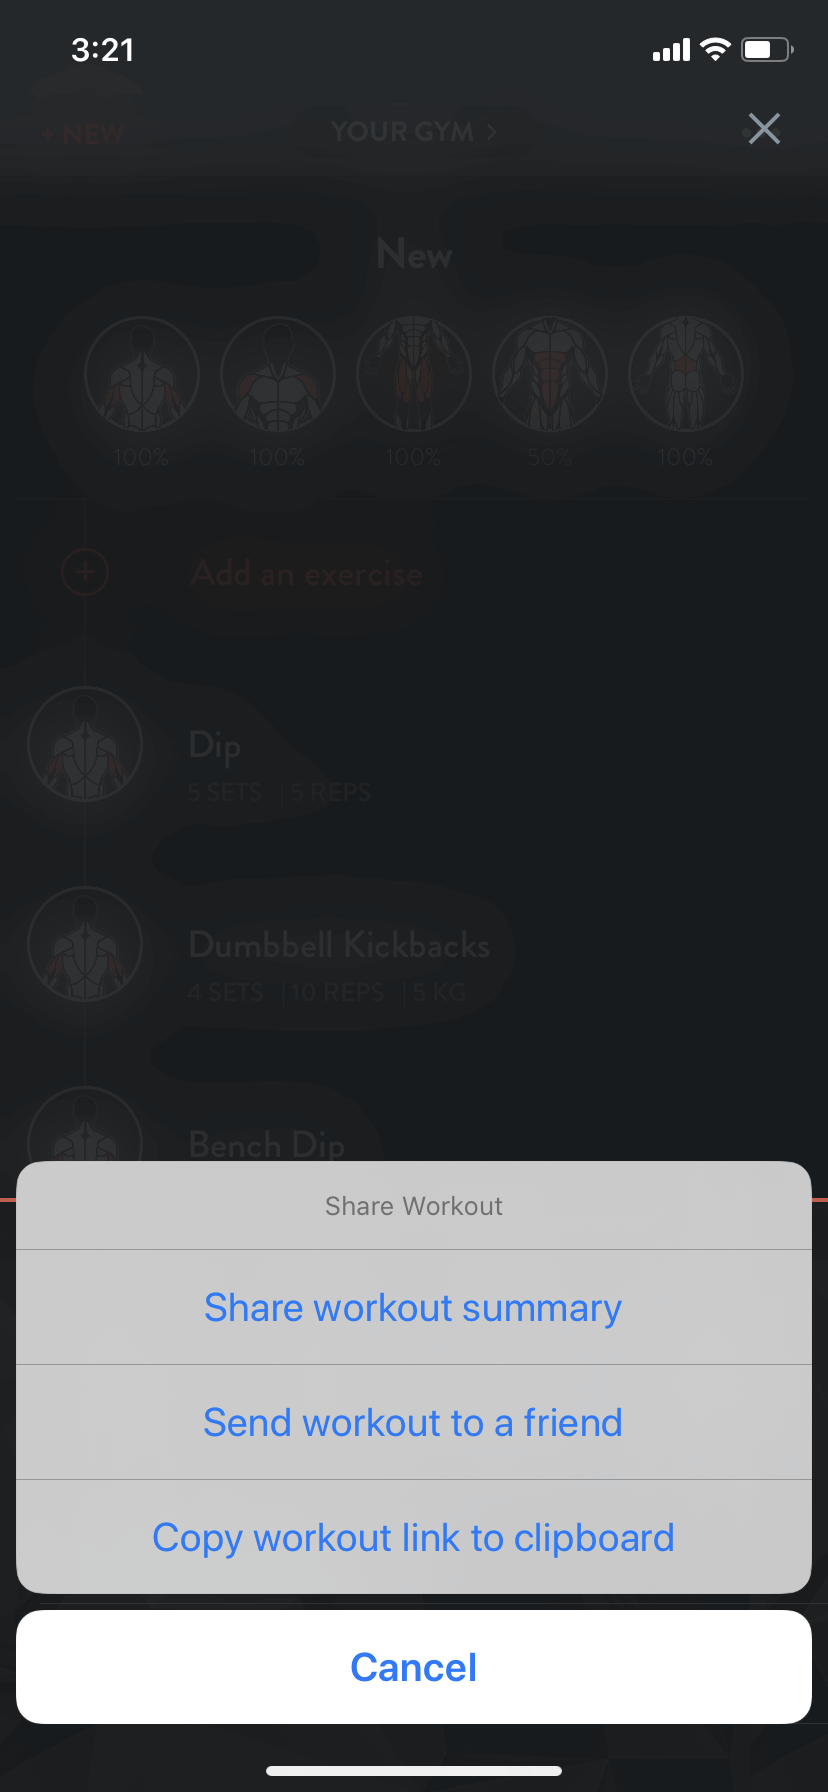 3:21
+ NEW
YOUR GYM >
New
100%
100%
100%
50%
100%
Add an exercise
Dip
5 SETS | 5 REPS
Dumbbell Kickbacks
4 SETS | 10 REPS | 5 KG
Bench Dip
Share Workout
Share workout summary
Send workout to a friend
Copy workout link to clipboard
Cancel